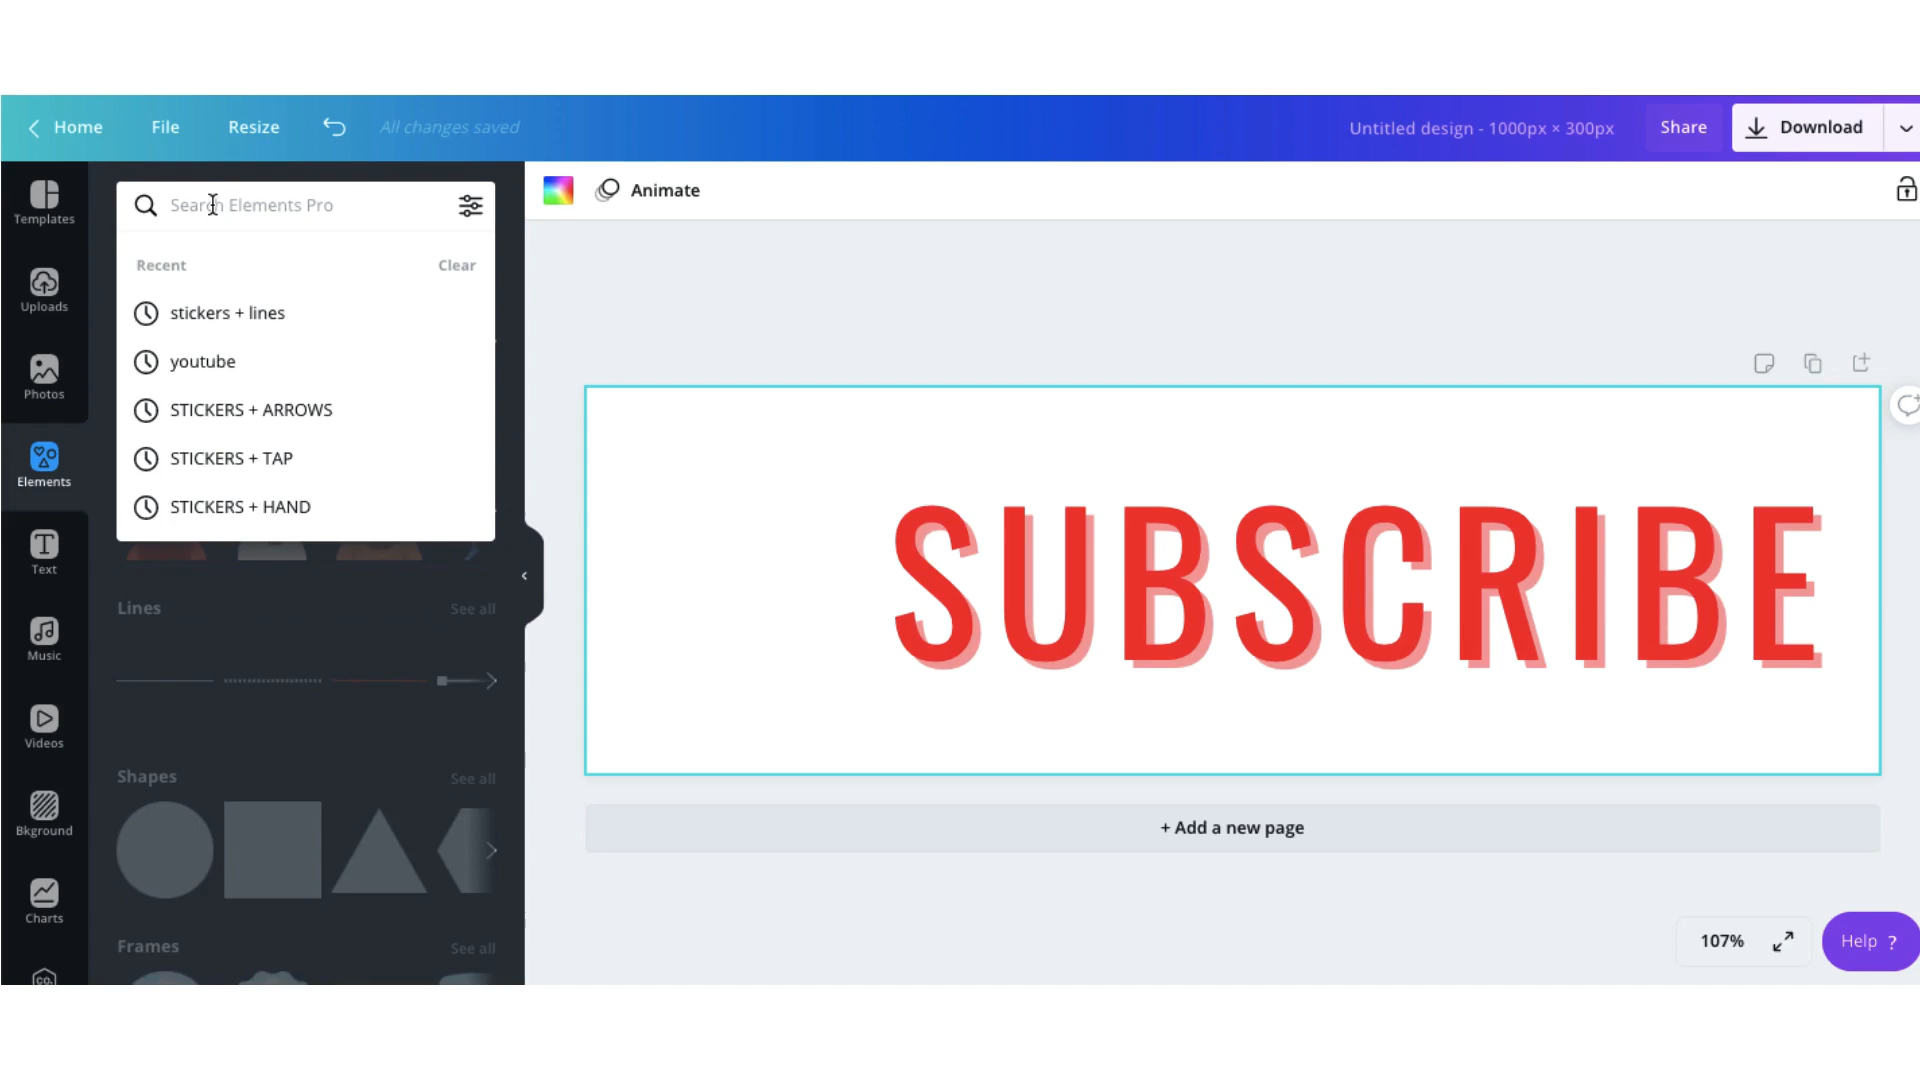 Home
File
Resize
All changes saved
Untitled design - 1000px × 300px
Share
Download
Templates
Uploads
Photos
Elements
Text
Music
Videos
Bkground
Charts
CO.
Search Elements Pro
Recent
Clear
stickers + lines
youtube
STICKERS + ARROWS
STICKERS + TAP
STICKERS + HAND
Lines
See all
Shapes
See all
Frames
See all
Animate
SUBSCRIBE
+ Add a new page
107%
Help ?